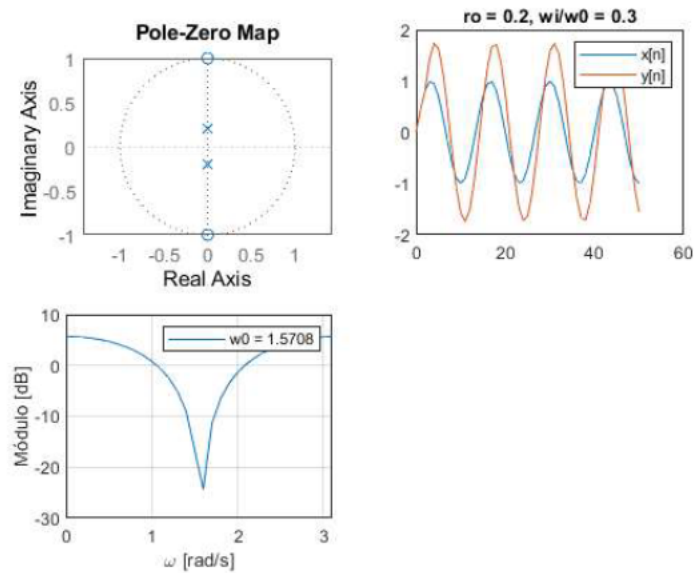 Pole-Zero Map
Imaginary Axis
1
0.5
0
-0.5
-1
-1 -0.5 0 0.5 1
Real Axis
ro = 0.2, wi/w0 = 0.3
x[n]
y[n]
2
1
0
-1
-2
0 20 40 60
w0 = 1.5708
Módulo [dB]
10
0
-10
-20
-30
0 1 2 3
ω [rad/s]